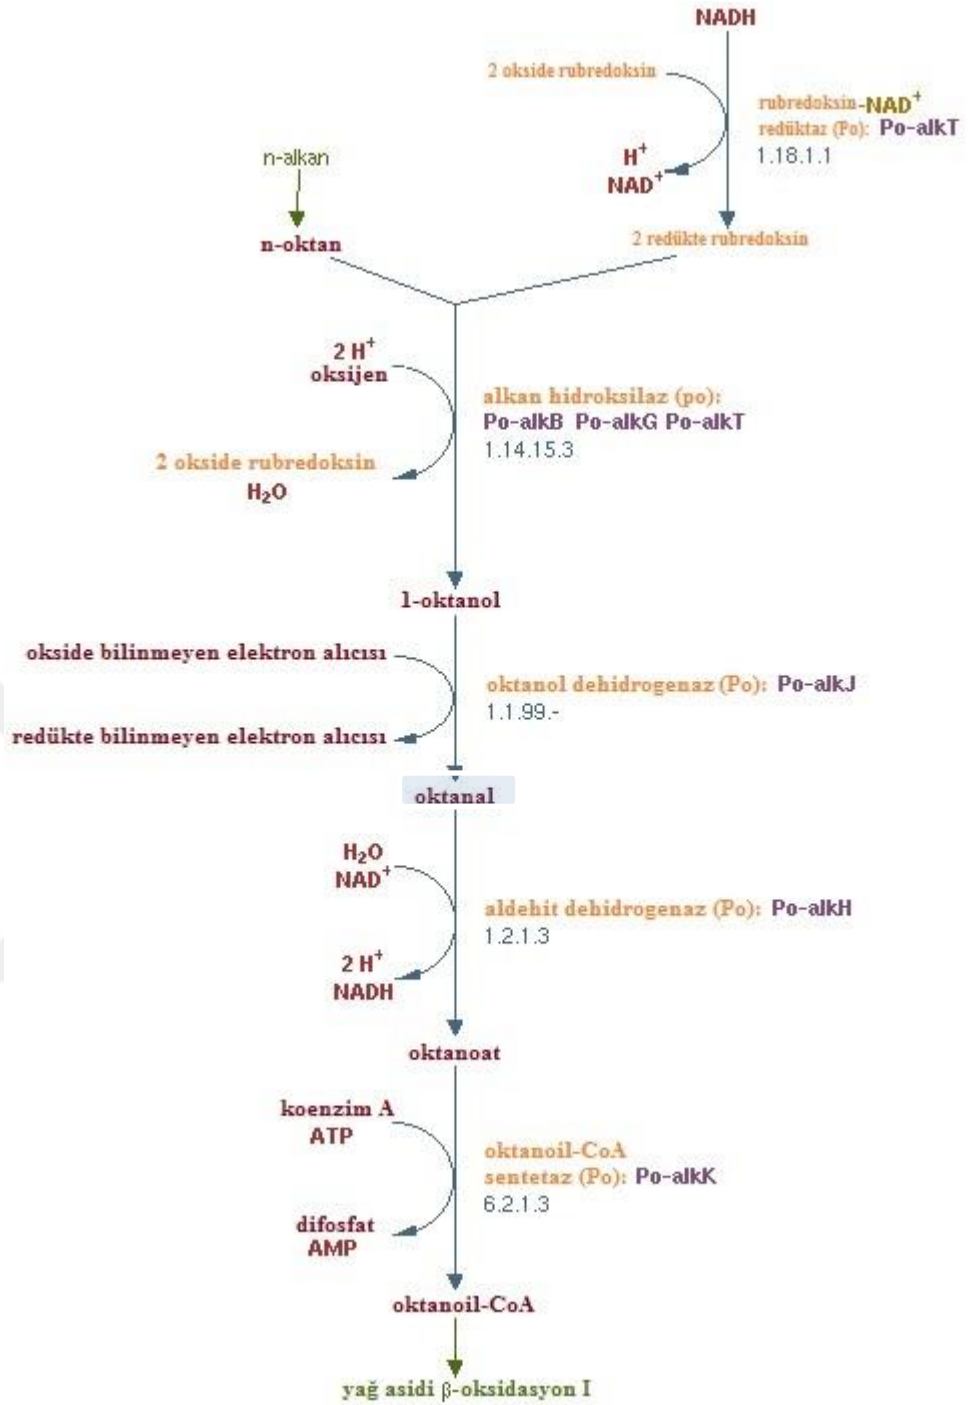 NADH
2 okside rubredoksin
rubredoksin-NAD⁺
redüktaz (Po): Po-alkT
1.18.1.1
H⁺
NAD⁺
n-alkan
n-oktan
2 redükte rubredoksin
2 H⁺
oksijen
alkan hidroksilaz (po):
Po-alkB Po-alkG Po-alkT
1.14.15.3
2 okside rubredoksin
H₂O
1-oktanol
okside bilinmeyen elektron alıcısı
oktanol dehidrogenaz (Po): Po-alkJ
1.1.99.-
redükte bilinmeyen elektron alıcısı
oktanal
H₂O
NAD⁺
aldehit dehidrogenaz (Po): Po-alkH
1.2.1.3
2 H⁺
NADH
oktanoat
koenzim A
ATP
oktanoil-CoA
sentetaz (Po): Po-alkK
6.2.1.3
difosfat
AMP
oktanoil-CoA
yağ asidi β-oksidasyon I